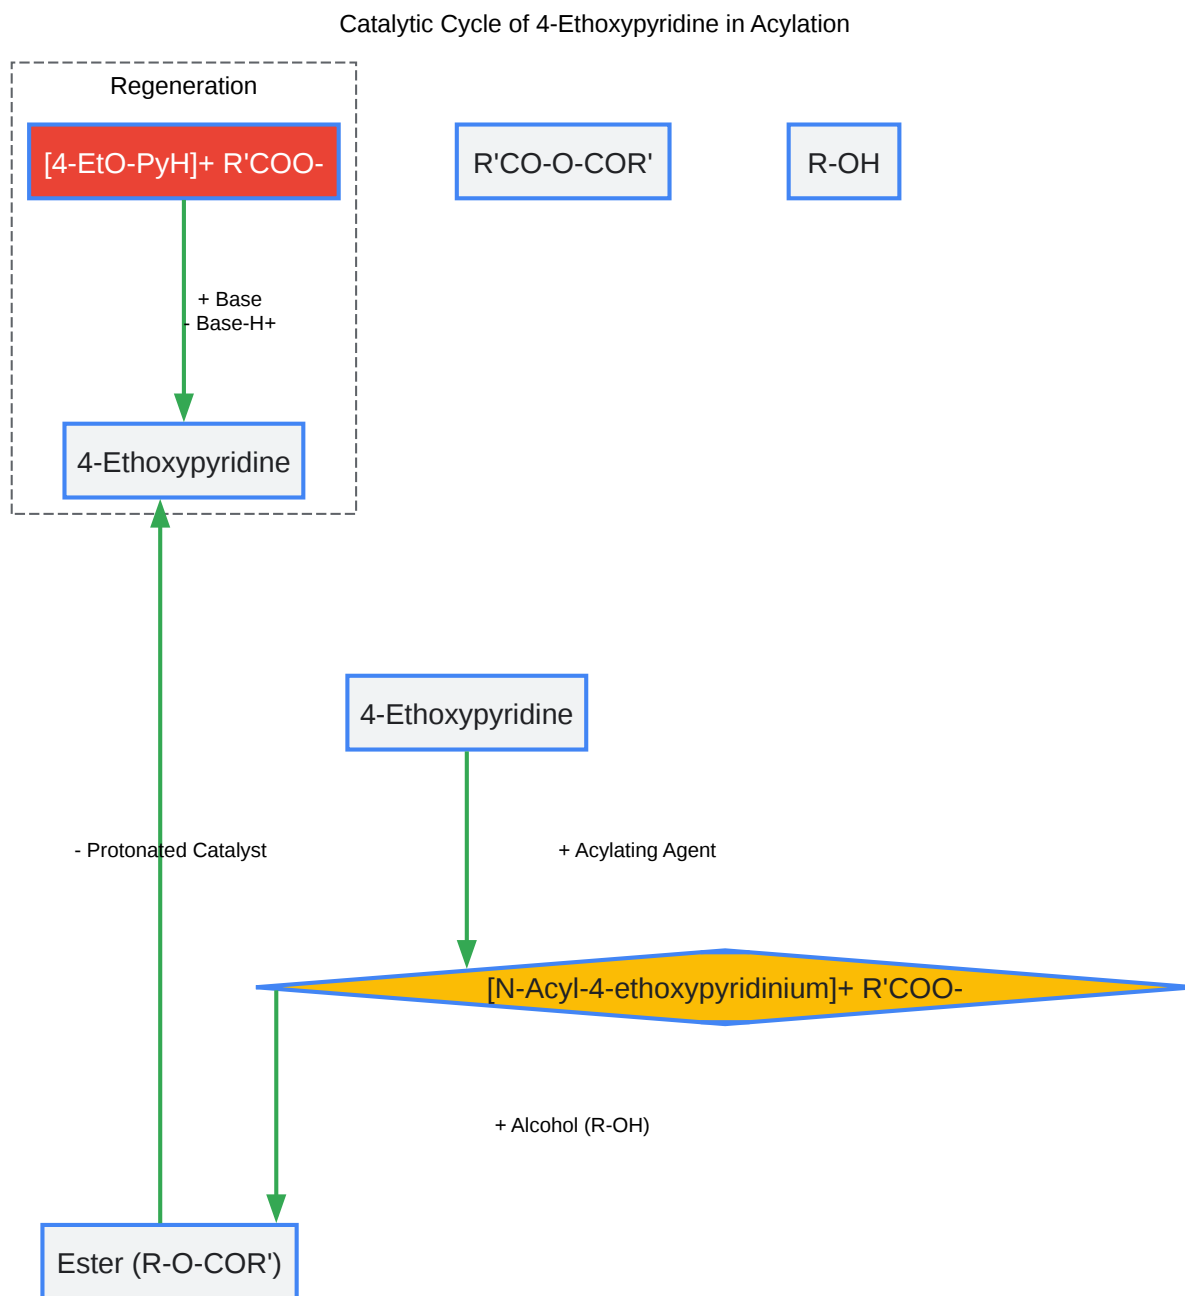 Catalytic Cycle of 4-Ethoxypyridine in Acylation
Regeneration
[4-EtO-PyH]+ R'COO-
R'CO-O-COR'
R-OH
+ Base
- Base-H+
4-Ethoxypyridine
4-Ethoxypyridine
- Protonated Catalyst
+ Acylating Agent
[N-Acyl-4-ethoxypyridinium]+ R'COO-
+ Alcohol (R-OH)
Ester (R-O-COR')